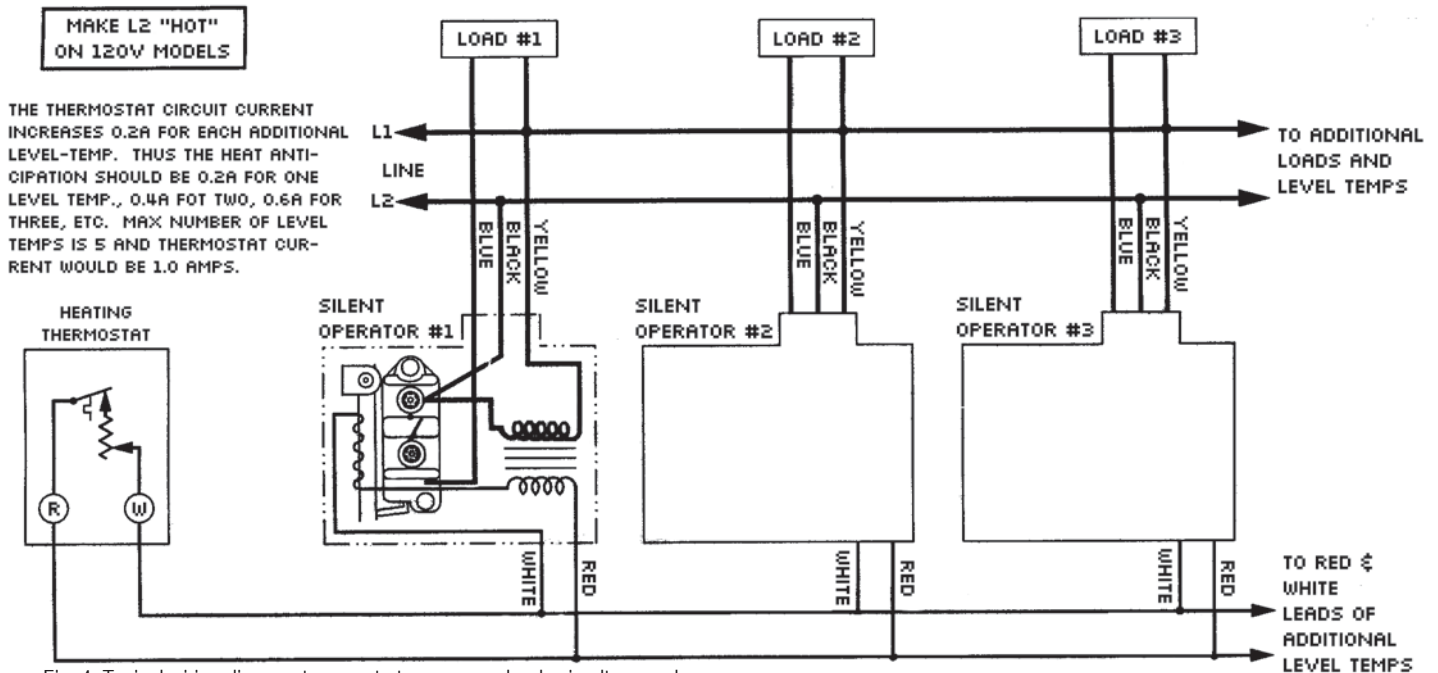 MAKE L2 "HOT"
ON 120V MODELS
THE THERMOSTAT CIRCUIT CURRENT
INCREASES 0.2A FOR EACH ADDITIONAL
LEVEL-TEMP. THUS THE HEAT ANTI-
CIPATION SHOULD BE 0.2A FOR ONE
LEVEL TEMP., 0.4A FOT TWO, 0.6A FOR
THREE, ETC. MAX NUMBER OF LEVEL
TEMPS IS 5 AND THERMOSTAT CUR-
RENT WOULD BE 1.0 AMPS.
LOAD #1
LOAD #2
LOAD #3
L1
LINE
L2
TO ADDITIONAL
LOADS AND
LEVEL TEMPS
BLUE
BLACK
YELLOW
BLUE
BLACK
YELLOW
BLUE
BLACK
YELLOW
HEATING
THERMOSTAT
R
W
SILENT
OPERATOR #1
SILENT
OPERATOR #2
SILENT
OPERATOR #3
WHITE
RED
WHITE
RED
WHITE
RED
TO RED &
WHITE
LEADS OF
ADDITIONAL
LEVEL TEMPS